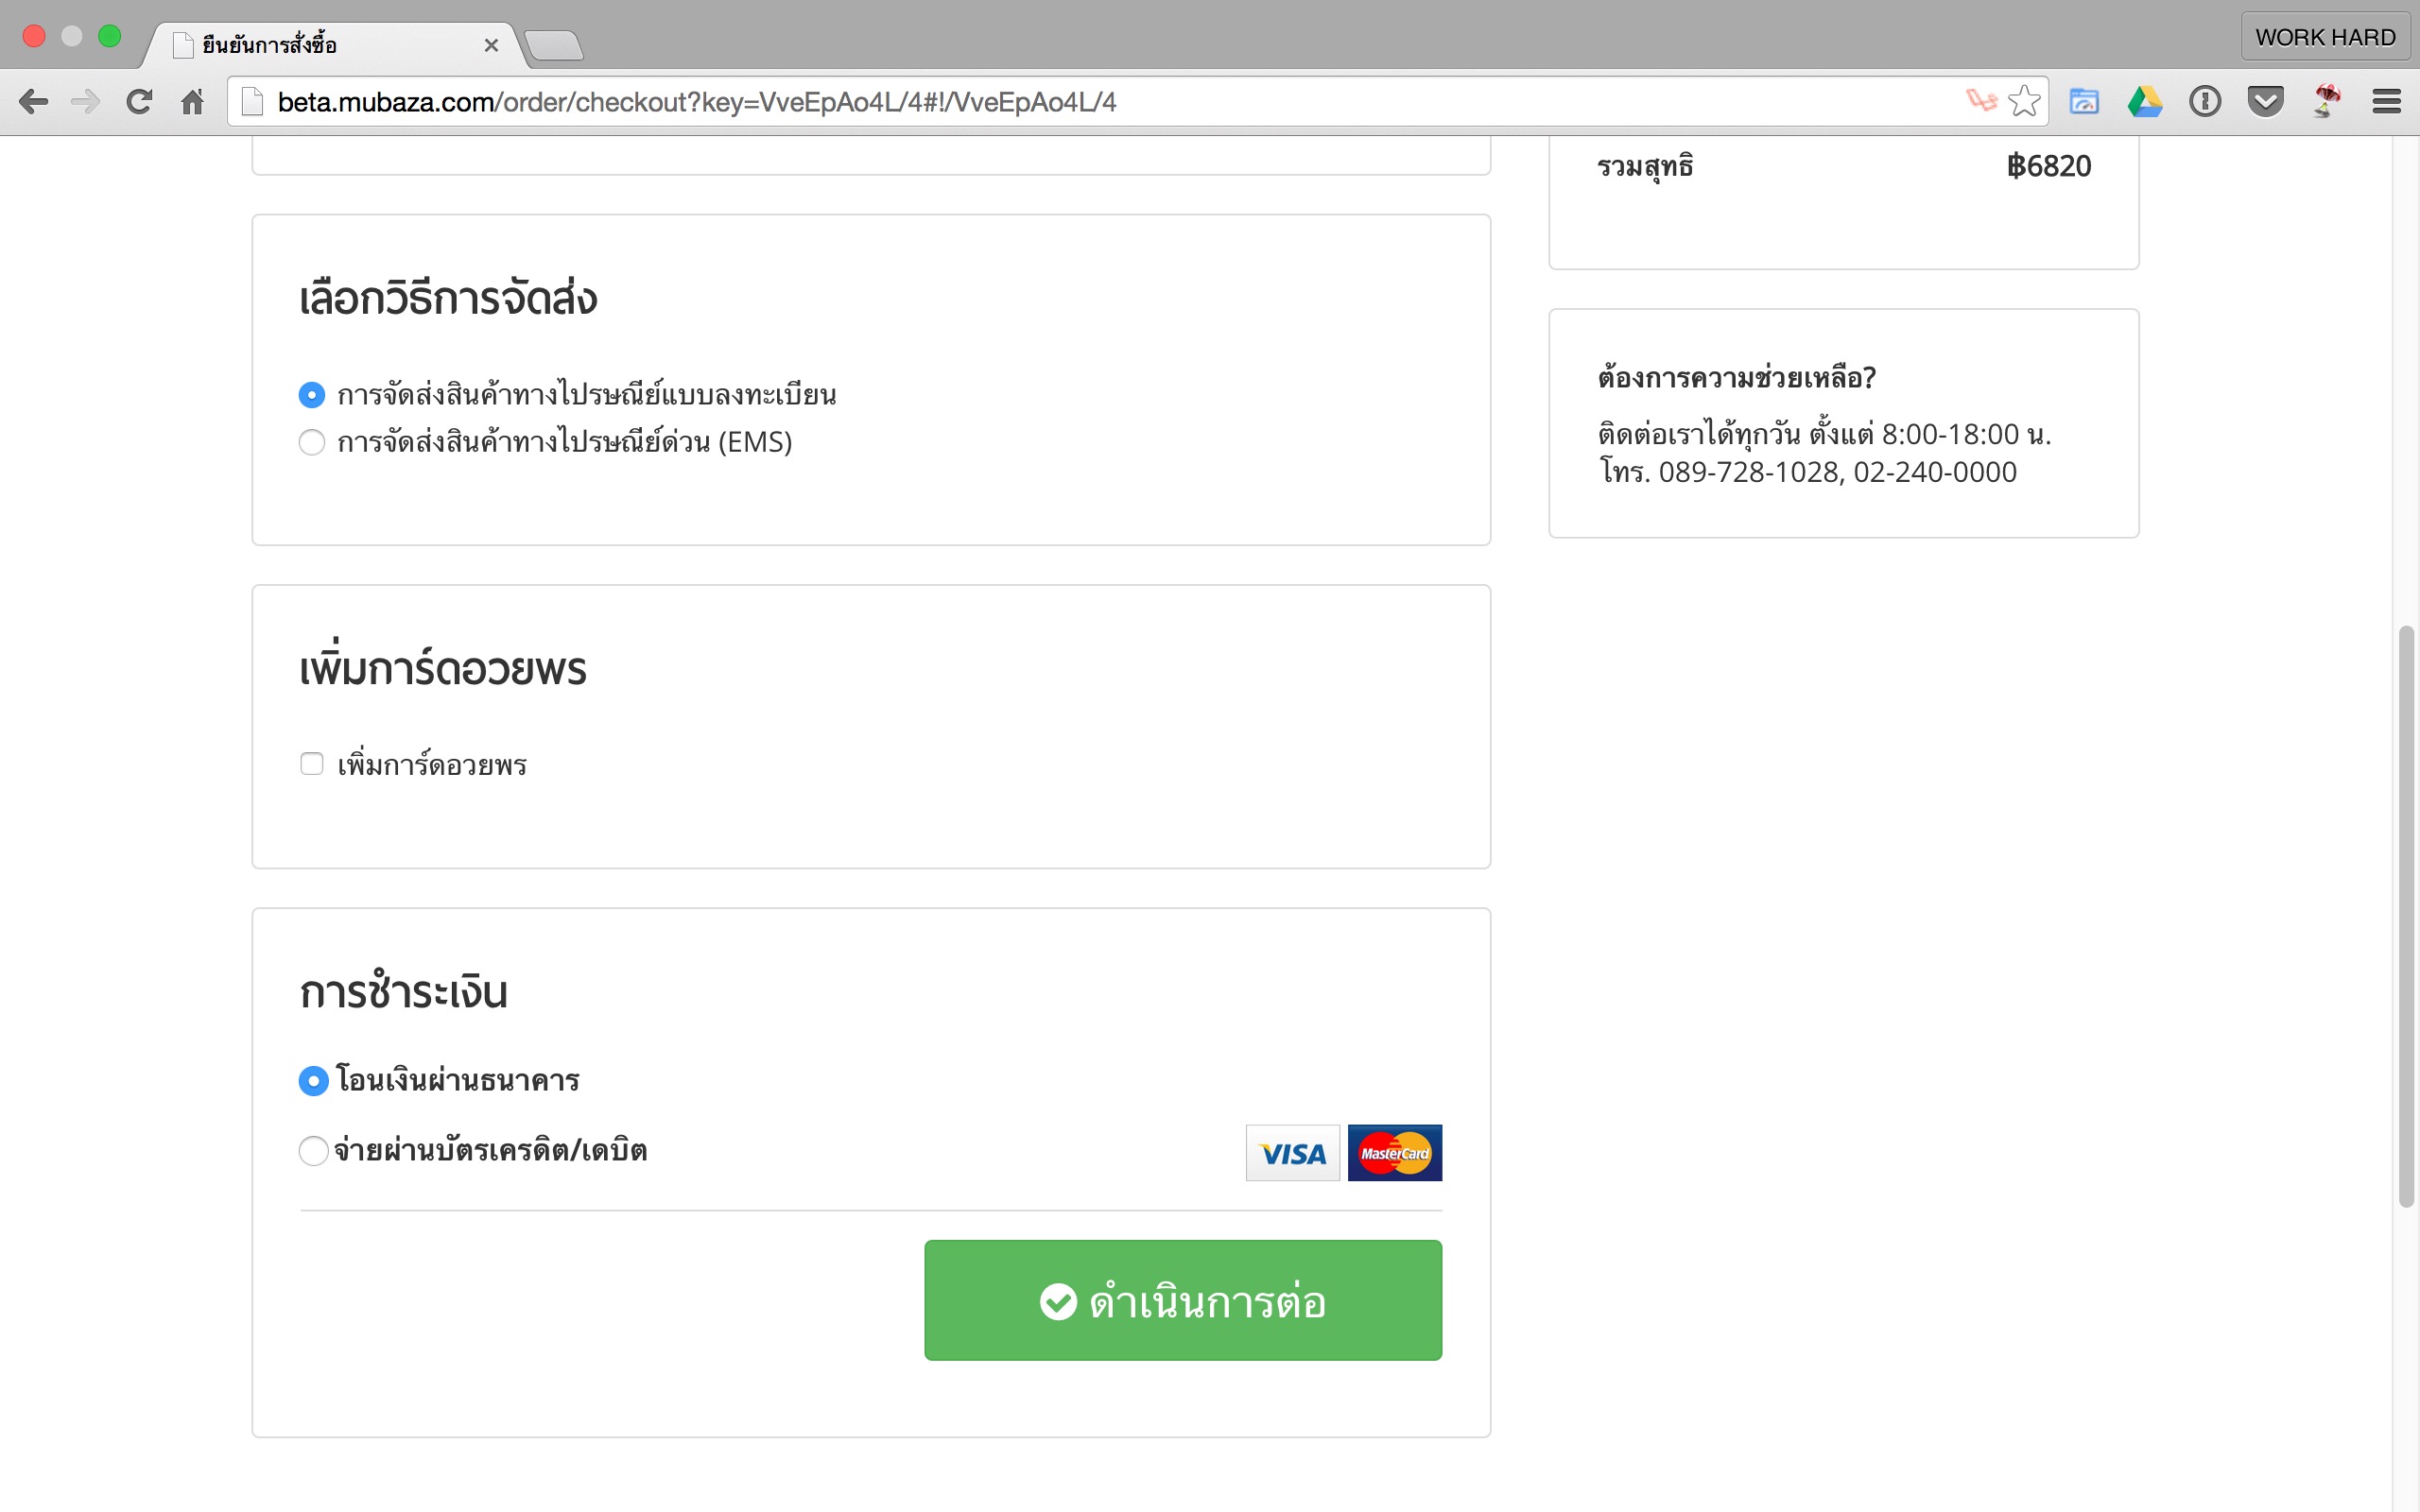 ยืนยันการสั่งซื้อ
WORK HARD
beta.mubaza.com/order/checkout?key=VveEpAo4L/4#!/VveEpAo4L/4
รวมสุทธิ ฿6820
เลือกวิธีการจัดส่ง
การจัดส่งสินค้าทางไปรษณีย์แบบลงทะเบียน
การจัดส่งสินค้าทางไปรษณีย์ด่วน (EMS)
ต้องการความช่วยเหลือ?
ติดต่อเราได้ทุกวัน ตั้งแต่ 8:00-18:00 น.
โทร. 089-728-1028, 02-240-0000
เพิ่มการ์ดอวยพร
เพิ่มการ์ดอวยพร
การชำระเงิน
โอนเงินผ่านธนาคาร
จ่ายผ่านบัตรเครดิต/เดบิต
VISA MasterCard
ดำเนินการต่อ